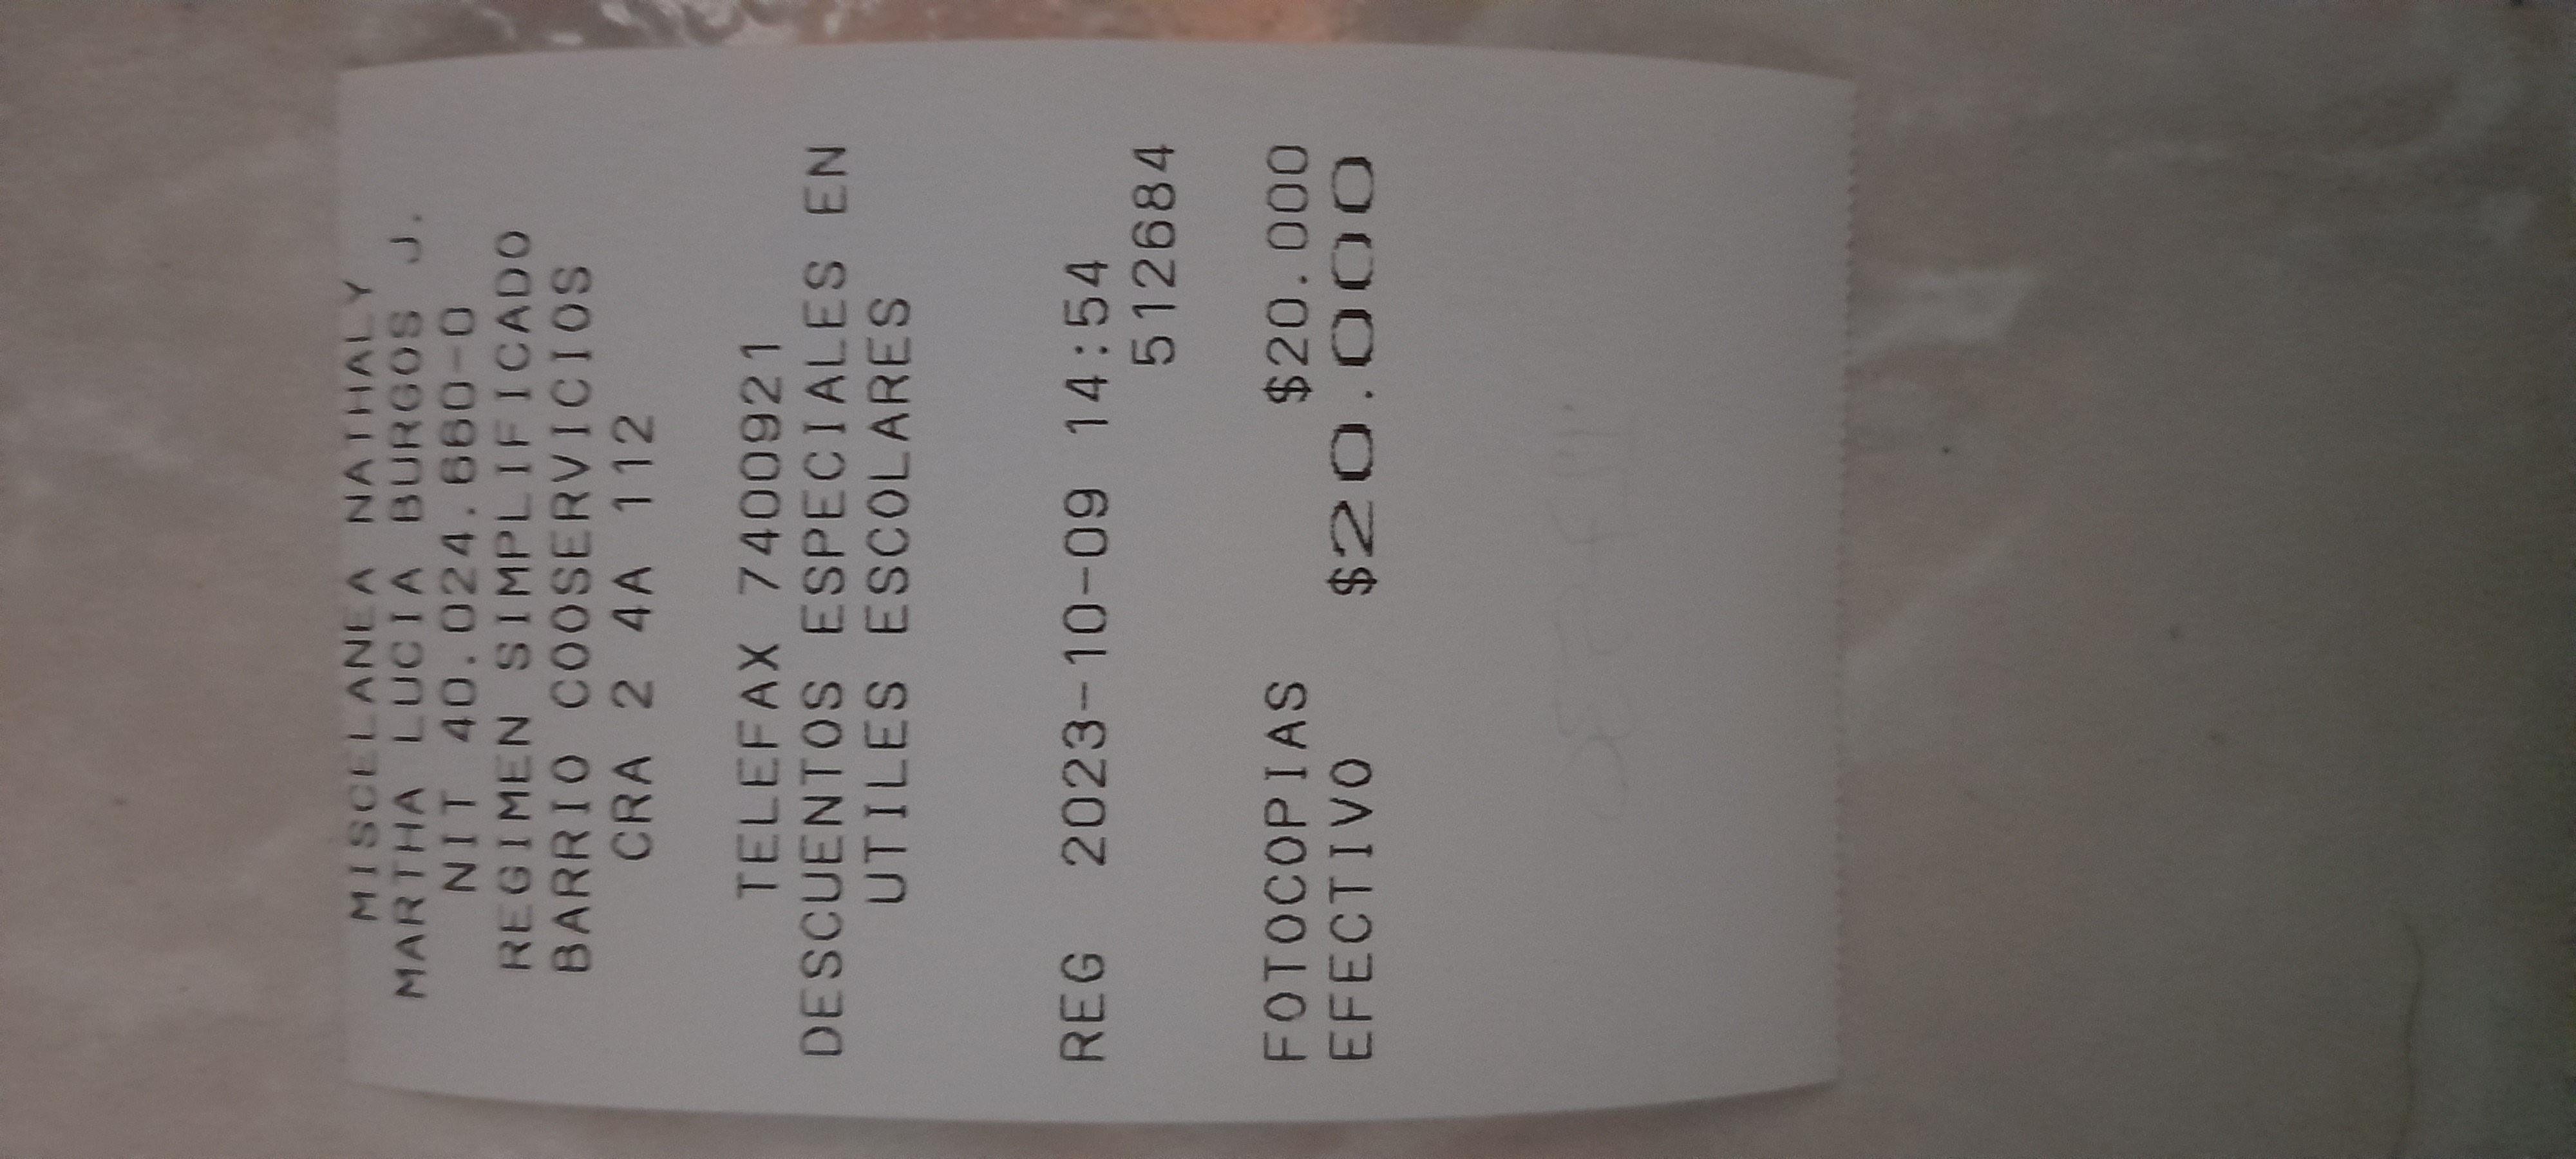 MISCELANEA NATHALY
MARTHA LUCIA BURGOS J.
NIT 40.024.660-0
REGIMEN SIMPLIFICADO
BARRIO COOSERVICIOS
CRA 2 4A 112
TELEFAX 7400921
DESCUENTOS ESPECIALES EN
UTILES ESCOLARES
REG 2023-10-09 14:54
512684
FOTOCOPIAS $20.000
EFECTIVO $20.000